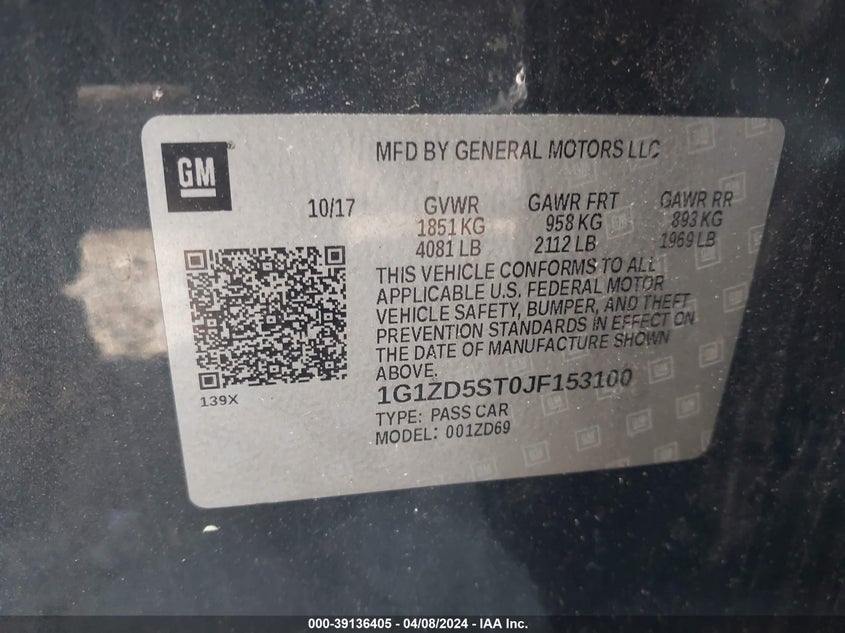 GM
MFD BY GENERAL MOTORS LLC
10/17 GVWR GAWR FRT GAWR RR
1851 KG 958 KG 893 KG
4081 LB 2112 LB 1969 LB
THIS VEHICLE CONFORMS TO ALL
APPLICABLE U.S. FEDERAL MOTOR
VEHICLE SAFETY, BUMPER, AND THEFT
PREVENTION STANDARDS IN EFFECT ON
THE DATE OF MANUFACTURE SHOWN
ABOVE.
139X
1G1ZD5ST0JF153100
TYPE: PASS CAR
MODEL: 001ZD69
000-39136405 - 04/08/2024 - IAA Inc.